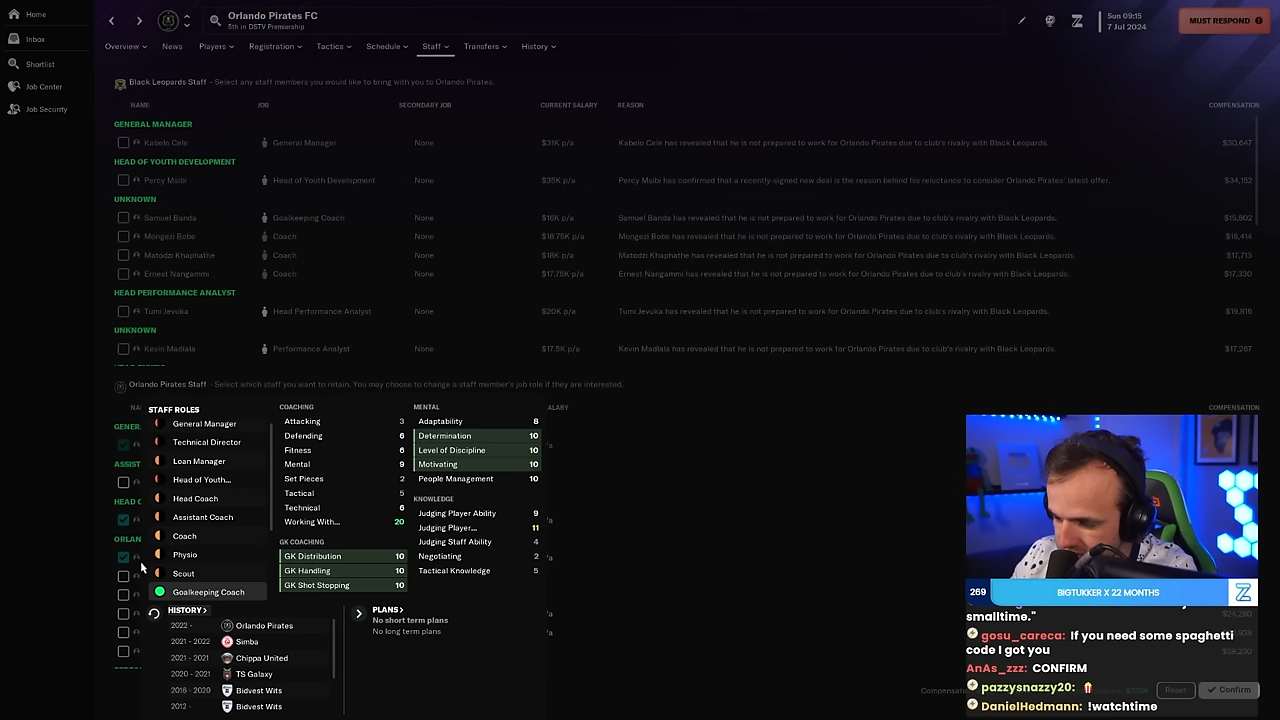 Home
Inbox
Shortlist
Job Center
Job Security
Orlando Pirates FC
5th in DSTV Premiership
Sun 09:15
7 Jul 2024
MUST RESPOND
Overview
News
Players
Registration
Tactics
Schedule
Staff
Transfers
History
Black Leopards Staff - Select any staff members you would like to bring with you to Orlando Pirates.
NAME JOB SECONDARY JOB CURRENT SALARY REASON COMPENSATION
GENERAL MANAGER
Kabelo Cele General Manager None $31K p/a Kabelo Cele has revealed that he is not prepared to work for Orlando Pirates due to club's rivalry with Black Leopards. $30,647
HEAD OF YOUTH DEVELOPMENT
Percy Msibi Head of Youth Development None $35K p/a Percy Msibi has confirmed that a recently-signed new deal is the reason behind his reluctance to consider Orlando Pirates' latest offer. $34,152
UNKNOWN
Samuel Banda Goalkeeping Coach None $16K p/a Samuel Banda has revealed that he is not prepared to work for Orlando Pirates due to club's rivalry with Black Leopards. $15,802
Mongezi Bobe Coach None $18.75K p/a Mongezi Bobe has revealed that he is not prepared to work for Orlando Pirates due to club's rivalry with Black Leopards. $18,414
Matodzi Khaphathe Coach None $18K p/a Matodzi Khaphathe has revealed that he is not prepared to work for Orlando Pirates due to club's rivalry with Black Leopards. $17,713
Ernest Nangammi Coach None $17.75K p/a Ernest Nangammi has revealed that he is not prepared to work for Orlando Pirates due to club's rivalry with Black Leopards. $17,330
HEAD PERFORMANCE ANALYST
Tumi Jevuka Head Performance Analyst None $20K p/a Tumi Jevuka has revealed that he is not prepared to work for Orlando Pirates due to club's rivalry with Black Leopards. $19,816
UNKNOWN
Kevin Madlala Performance Analyst None $17.5K p/a Kevin Madlala has revealed that he is not prepared to work for Orlando Pirates due to club's rivalry with Black Leopards. $17,267
Orlando Pirates Staff - Select which staff you want to retain. You may choose to change a staff member's job role if they are interested.
NA ALARY COMPENSATION
GENER
ASSIST
HEAD C
ORLAN
STAFF ROLES
General Manager
Technical Director
Loan Manager
Head of Youth...
Head Coach
Assistant Coach
Coach
Physio
Scout
Goalkeeping Coach
COACHING
Attacking 3
Defending 6
Fitness 6
Mental 9
Set Pieces 2
Tactical 5
Technical 6
Working With... 20
GK COACHING
GK Distribution 10
GK Handling 10
GK Shot Stopping 10
MENTAL
Adaptability 8
Determination 10
Level of Discipline 10
Motivating 10
People Management 10
KNOWLEDGE
Judging Player Ability 9
Judging Player... 11
Judging Staff Ability 4
Negotiating 2
Tactical Knowledge 5
HISTORY >
2022 - Orlando Pirates
2021 - 2022 Simba
2021 - 2021 Chippa United
2020 - 2021 TS Galaxy
2016 - 2020 Bidvest Wits
2012 - Bidvest Wits
PLANS >
No short term plans
No long term plans
269 BIGTUKKER X 22 MONTHS
smalltime."
gosu_careca: If you need some spaghetti
code I got you
AnAs_zzz: CONFIRM
pazzysnazzy20:
DanielHedmann: !watchtime
Reset
Confirm